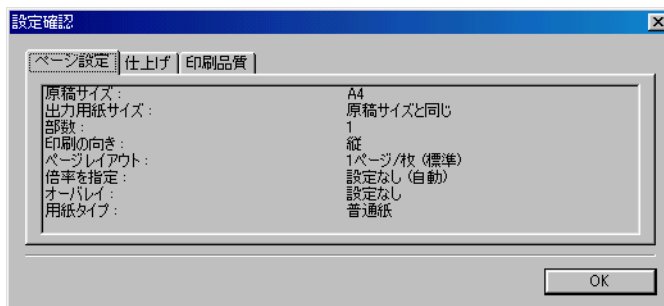 設定確認
ページ設定 仕上げ 印刷品質
原稿サイズ： A4
出力用紙サイズ： 原稿サイズと同じ
部数： 1
印刷の向き： 縦
ページレイアウト： 1ページ/枚 (標準)
倍率を指定： 設定なし (自動)
オーバレイ： 設定なし
用紙タイプ： 普通紙
OK